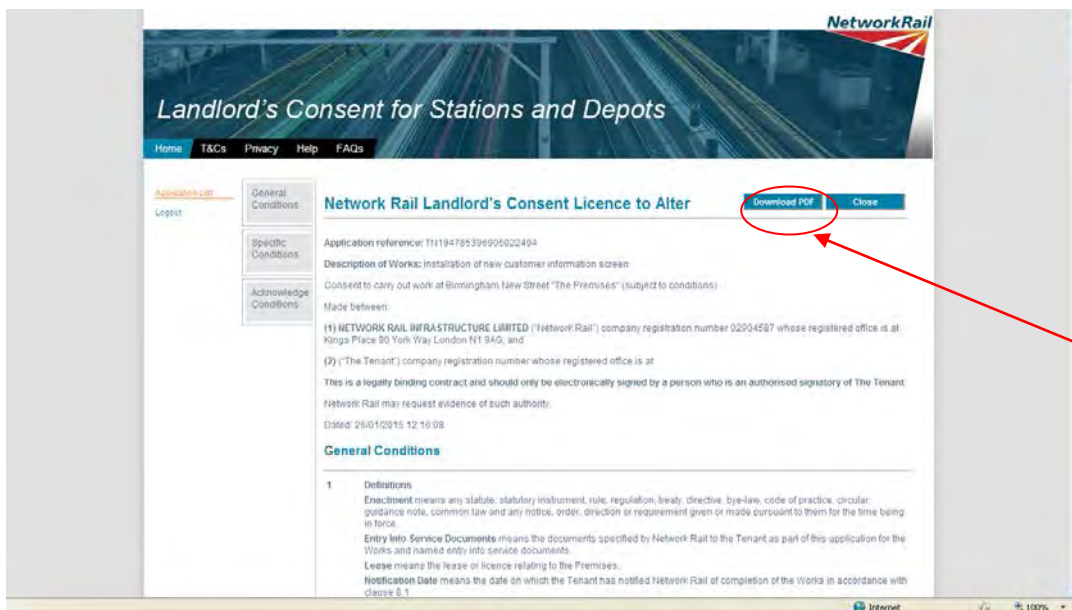 NetworkRail
Landlord's Consent for Stations and Depots
Home T&Cs Privacy Help FAQs
Application List
Logout
General
Conditions
Specific
Conditions
Acknowledge
Conditions
Network Rail Landlord's Consent Licence to Alter
Download PDF
Close
Application reference: TN194785396905022494
Description of Works: Installation of new customer information screen
Consent to carry out work at Birmingham New Street "The Premises" (subject to conditions)
Made between:
(1) NETWORK RAIL INFRASTRUCTURE LIMITED ("Network Rail") company registration number 02904587 whose registered office is at
Kings Place 90 York Way London N1 9AG; and
(2) ("The Tenant") company registration number whose registered office is at
This is a legally binding contract and should only be electronically signed by a person who is an authorised signatory of The Tenant
Network Rail may request evidence of such authority.
Dated: 26/01/2015 12:16:08
General Conditions
1 Definitions
Enactment means any statute, statutory instrument, rule, regulation, treaty, directive, bye-law, code of practice, circular,
guidance note, common law and any notice, order, direction or requirement given or made pursuant to them for the time being
in force.
Entry Into Service Documents means the documents specified by Network Rail to the Tenant as part of this application for the
Works and named entry into service documents.
Lease means the lease or licence relating to the Premises.
Notification Date means the date on which the Tenant has notified Network Rail of completion of the Works in accordance with
clause 6.1
Internet
100%